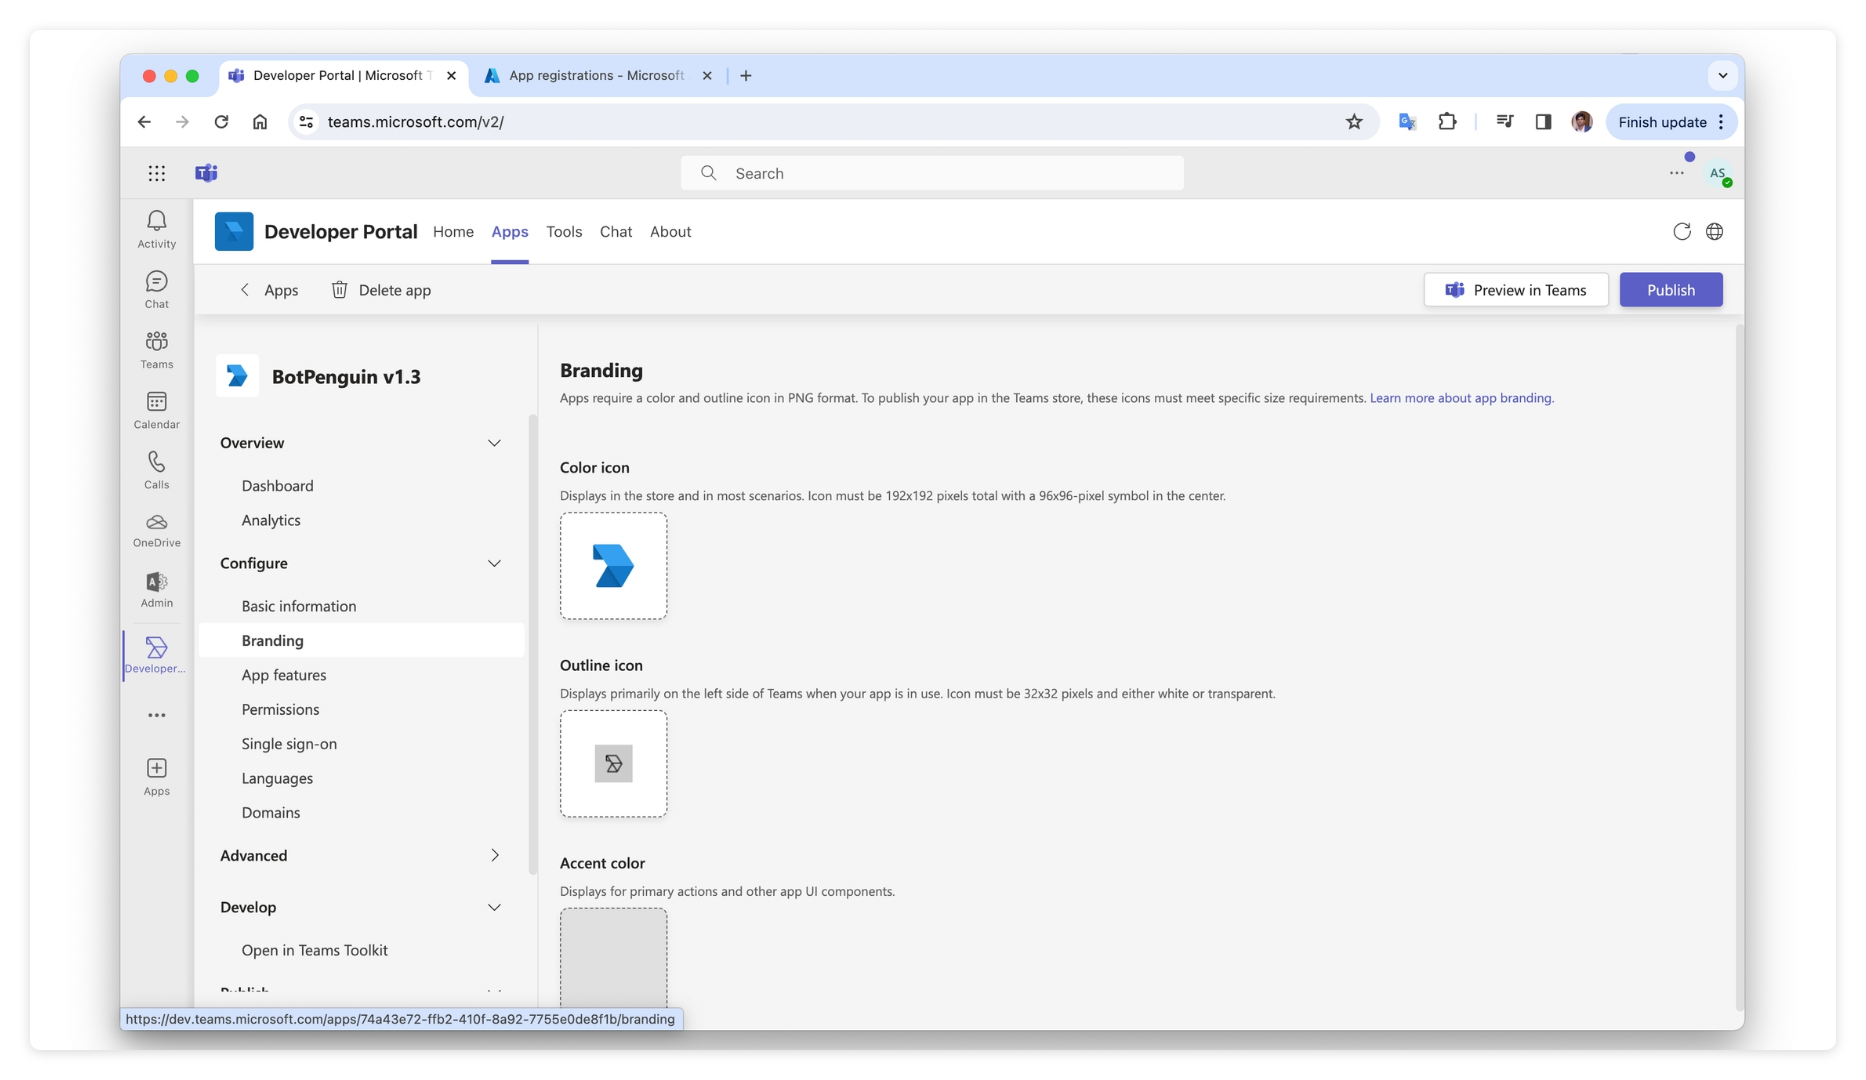 Developer Portal | Microsoft T
App registrations - Microsoft
teams.microsoft.com/v2/
Finish update
Search
AS
Activity
Chat
Teams
Calendar
Calls
OneDrive
Admin
Developer...
Apps
Developer Portal
Home
Apps
Tools
Chat
About
Apps
Delete app
Preview in Teams
Publish
BotPenguin v1.3
Overview
Dashboard
Analytics
Configure
Basic information
Branding
App features
Permissions
Single sign-on
Languages
Domains
Advanced
Develop
Open in Teams Toolkit
Publish
Branding
Apps require a color and outline icon in PNG format. To publish your app in the Teams store, these icons must meet specific size requirements. Learn more about app branding.
Color icon
Displays in the store and in most scenarios. Icon must be 192x192 pixels total with a 96x96-pixel symbol in the center.
Outline icon
Displays primarily on the left side of Teams when your app is in use. Icon must be 32x32 pixels and either white or transparent.
Accent color
Displays for primary actions and other app UI components.
https://dev.teams.microsoft.com/apps/74a43e72-ffb2-410f-8a92-7755e0de8f1b/branding